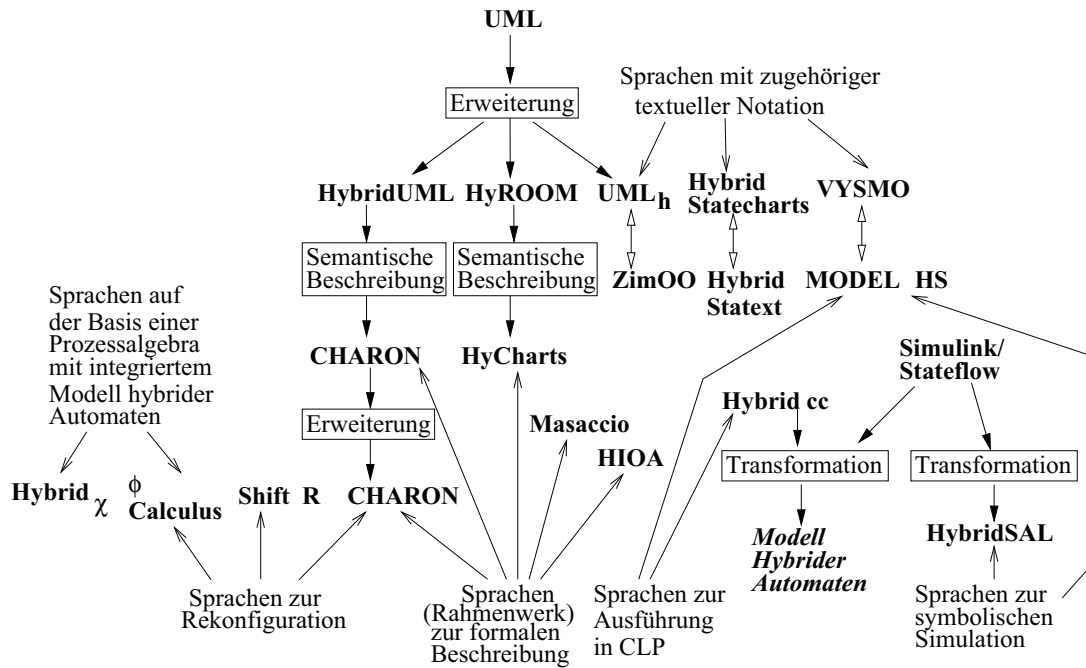 UML
Sprachen mit zugehöriger
textueller Notation
Erweiterung
HybridUML
HyROOM
UML h
Hybrid
Statecharts
VYSMO
Semantische
Beschreibung
Semantische
Beschreibung
ZimOO
Hybrid
Statext
MODEL HS
Sprachen auf
der Basis einer
Prozessalgebra
mit integriertem
Modell hybrider
Automaten
CHARON
HyCharts
Simulink/
Stateflow
Erweiterung
Masaccio
HIOA
Hybrid cc
Transformation
Transformation
Hybrid χ
ϕ
Calculus
Shift R
CHARON
Modell
Hybrider
Automaten
HybridSAL
Sprachen zur
Rekonfiguration
Sprachen
(Rahmenwerk)
zur formalen
Beschreibung
Sprachen zur
Ausführung
in CLP
Sprachen zur
symbolischen
Simulation